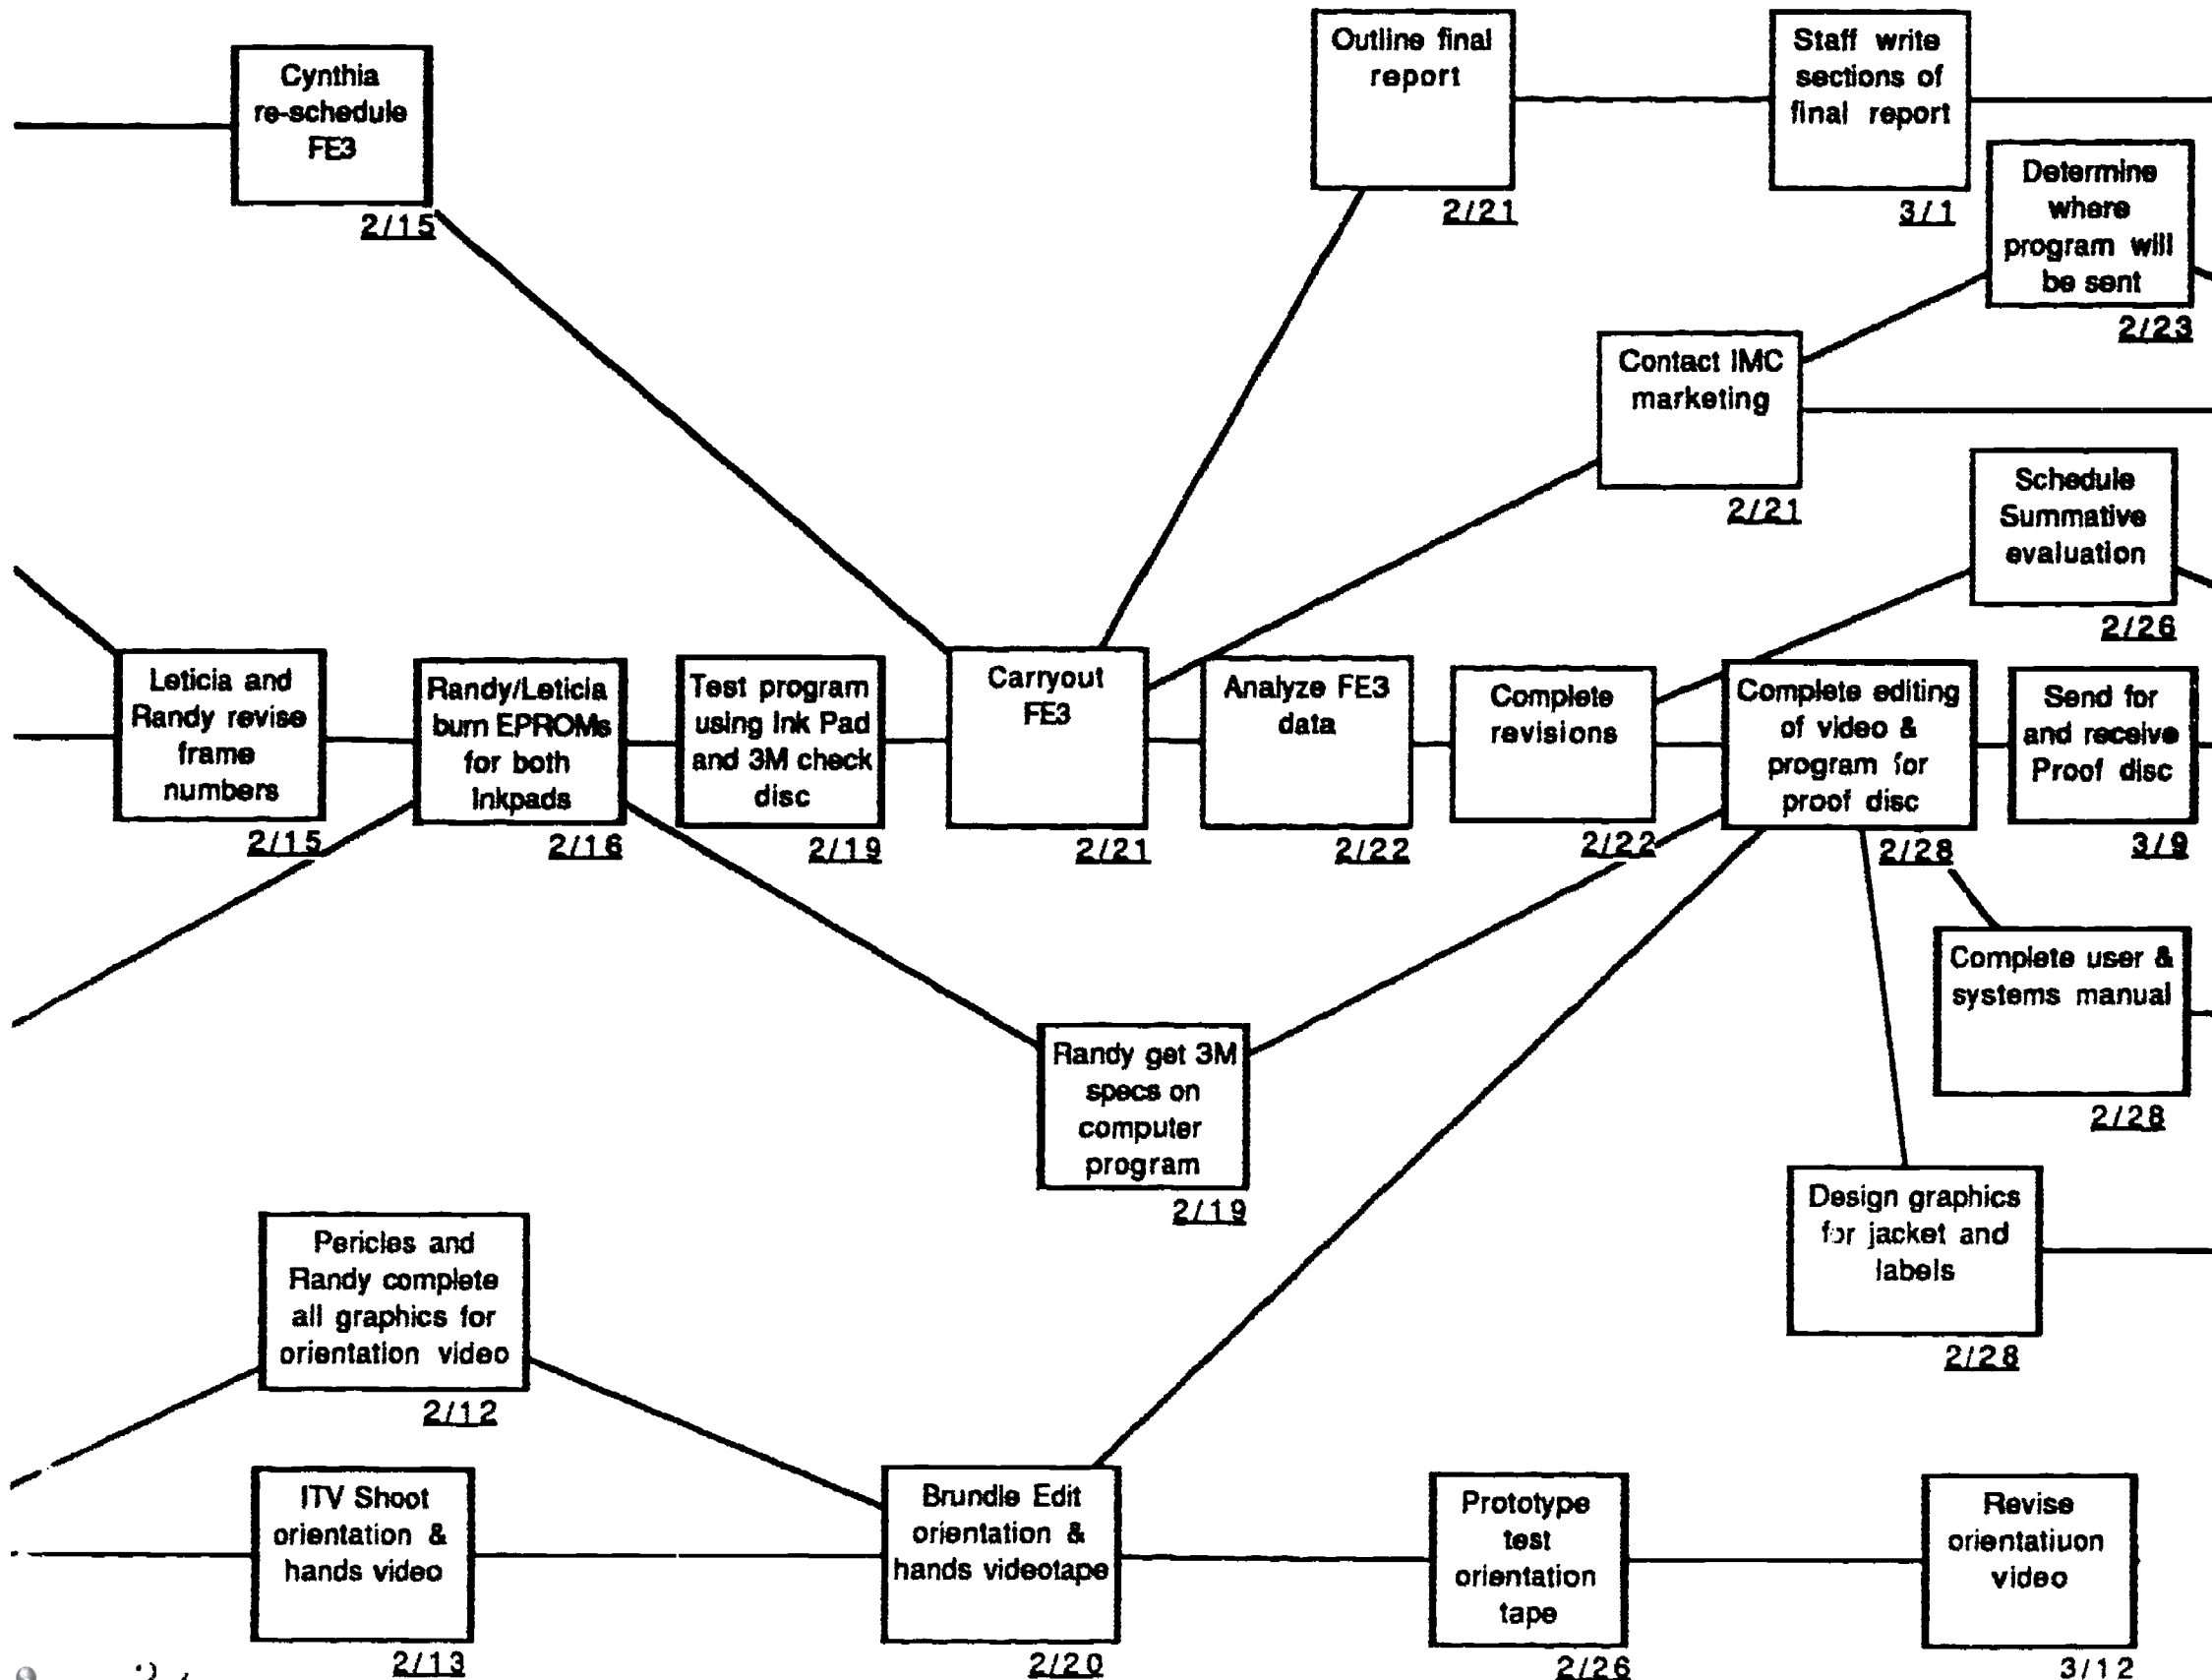 Cynthia
re-schedule
FE3
2/15
Outline final
report
2/21
Staff write
sections of
final report
3/1
Determine
where
program will
be sent
2/23
Contact IMC
marketing
2/21
Schedule
Summative
evaluation
2/26
Leticia and
Randy revise
frame
numbers
2/15
Randy/Leticia
burn EPROMs
for both
Inkpads
2/16
Test program
using Ink Pad
and 3M check
disc
2/19
Carryout
FE3
2/21
Analyze FE3
data
2/22
Complete
revisions
2/22
Complete editing
of video &
program for
proof disc
2/28
Send for
and receive
Proof disc
3/9
Complete user &
systems manual
2/28
Randy get 3M
specs on
computer
program
2/19
Design graphics
for jacket and
labels
2/28
Pericles and
Randy complete
all graphics for
orientation video
2/12
ITV Shoot
orientation &
hands video
2/13
Brundle Edit
orientation &
hands videotape
2/20
Prototype
test
orientation
tape
2/26
Revise
orientatiuon
video
3/12